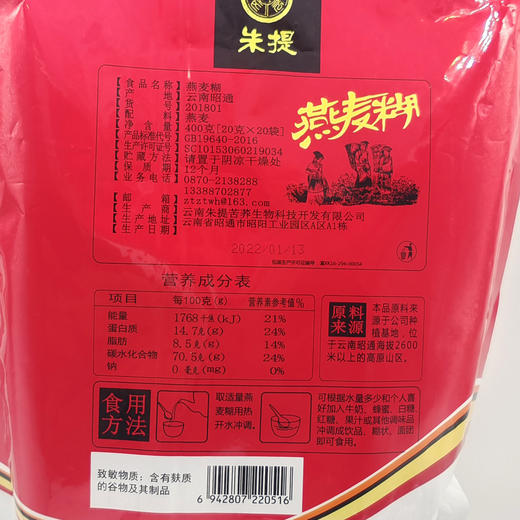 朱提
食品名称 燕麦糊
产地 云南昭通
货号 201801
配料 燕麦
净含量 400克[20克×20袋]
产品标准代号 GB19640-2016
生产许可证号 SC10153060219034
贮藏方法 请置于阴凉干燥处
保质期 12个月
业务电话 0870-2138288
13388702877
邮箱 ztztwh@163.com
生产商 云南朱提苦荞生物科技开发有限公司
生产地址 云南省昭通市昭阳工业园区A区A1栋
生产日期
2022/01/13
燕麦糊
营养成分表
项目 每100克(g) 营养素参考值%
能量 1768千焦(kJ) 21%
蛋白质 14.7克(g) 24%
脂肪 8.5克(g) 14%
碳水化合物 70.5克(g) 24%
钠 0毫克(mg) 0%
原料来源
本品原料来
源于公司种
植基地,位
于云南昭通海拔2600
米以上的高原山区。
食用方法
取适量燕
麦糊用热
开水冲调。
可根据水量多少和个人喜
好加入牛奶、蜂蜜、白糖、
红糖、果汁或其他调味品
冲调成饮品、糊状、面团
即可食用。
致敏物质:含有麸质
的谷物及其制品
6 942807 220516